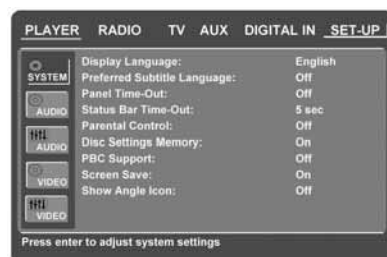 PLAYER RADIO TV AUX DIGITAL IN SET-UP
SYSTEM
AUDIO
AUDIO
VIDEO
VIDEO
Display Language: English
Preferred Subtitle Language: Off
Panel Time-Out: Off
Status Bar Time-Out: 5 sec
Parental Control: Off
Disc Settings Memory: On
PBC Support: Off
Screen Save: On
Show Angle Icon: Off
Press enter to adjust system settings